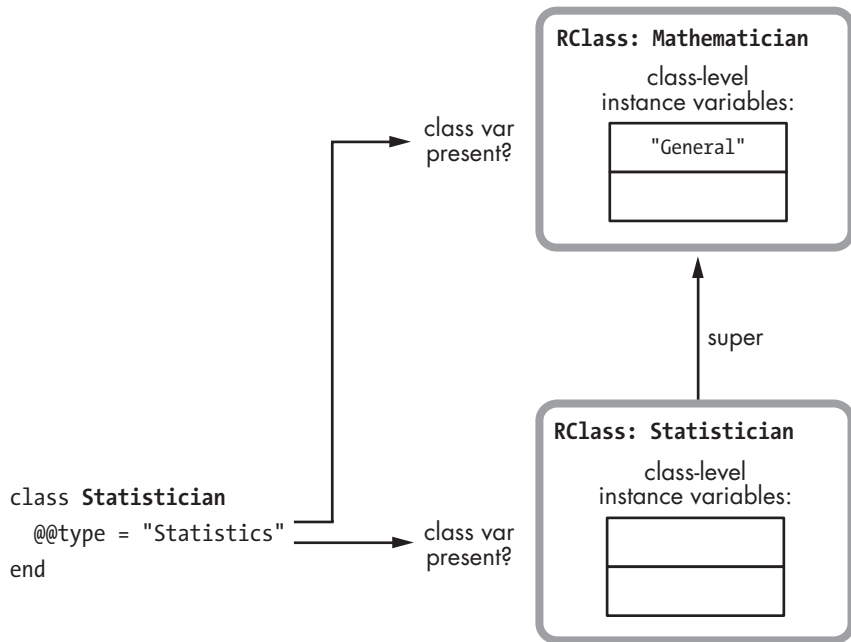 RClass: Mathematician
class-level
instance variables:
"General"
class var
present?
super
RClass: Statistician
class-level
instance variables:
class Statistician
  @@type = "Statistics"
end
class var
present?